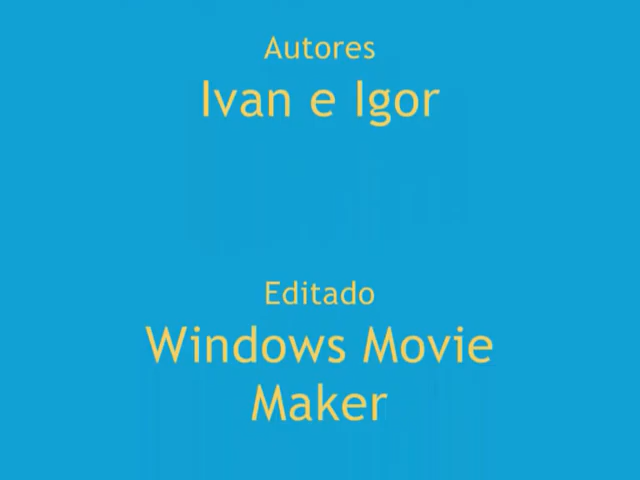 Autores
Ivan e Igor
Editado
Windows Movie
Maker